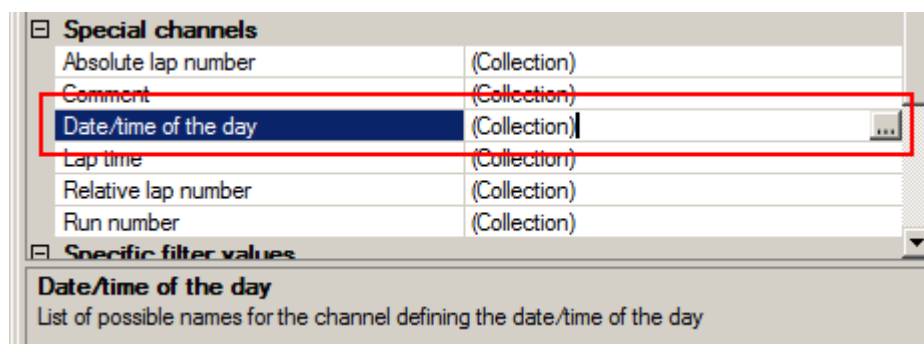 Special channels
Absolute lap number (Collection)
Comment (Collection)
Date/time of the day (Collection) ...
Lap time (Collection)
Relative lap number (Collection)
Run number (Collection)
Specific filter values
Date/time of the day
List of possible names for the channel defining the date/time of the day